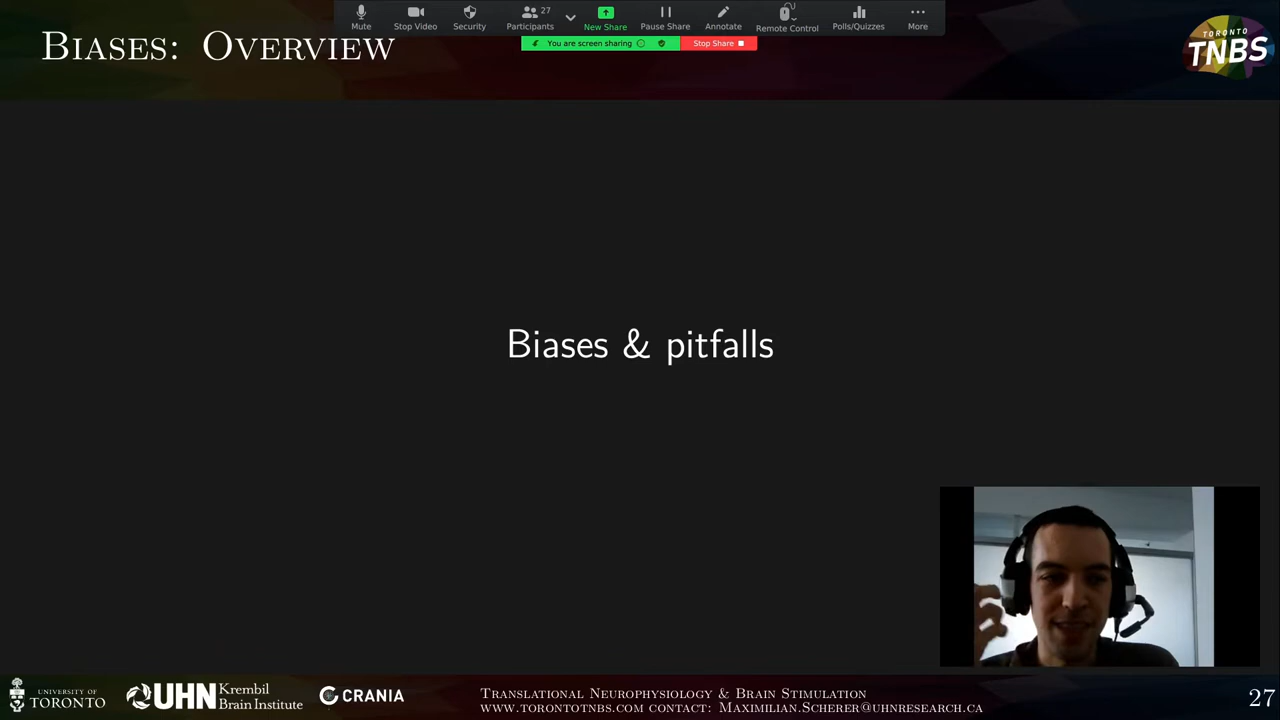 Mute
Stop Video
Security
Participants
27
New Share
Pause Share
Annotate
Remote Control
Polls/Quizzes
More
You are screen sharing
Stop Share
Biases: Overview
TORONTO
TNBS
Biases & pitfalls
UNIVERSITY OF
TORONTO
UHN
Krembil
Brain Institute
CRANIA
Translational Neurophysiology & Brain Stimulation
www.torontotnbs.com contact: Maximilian.Scherer@uhnresearch.ca
27